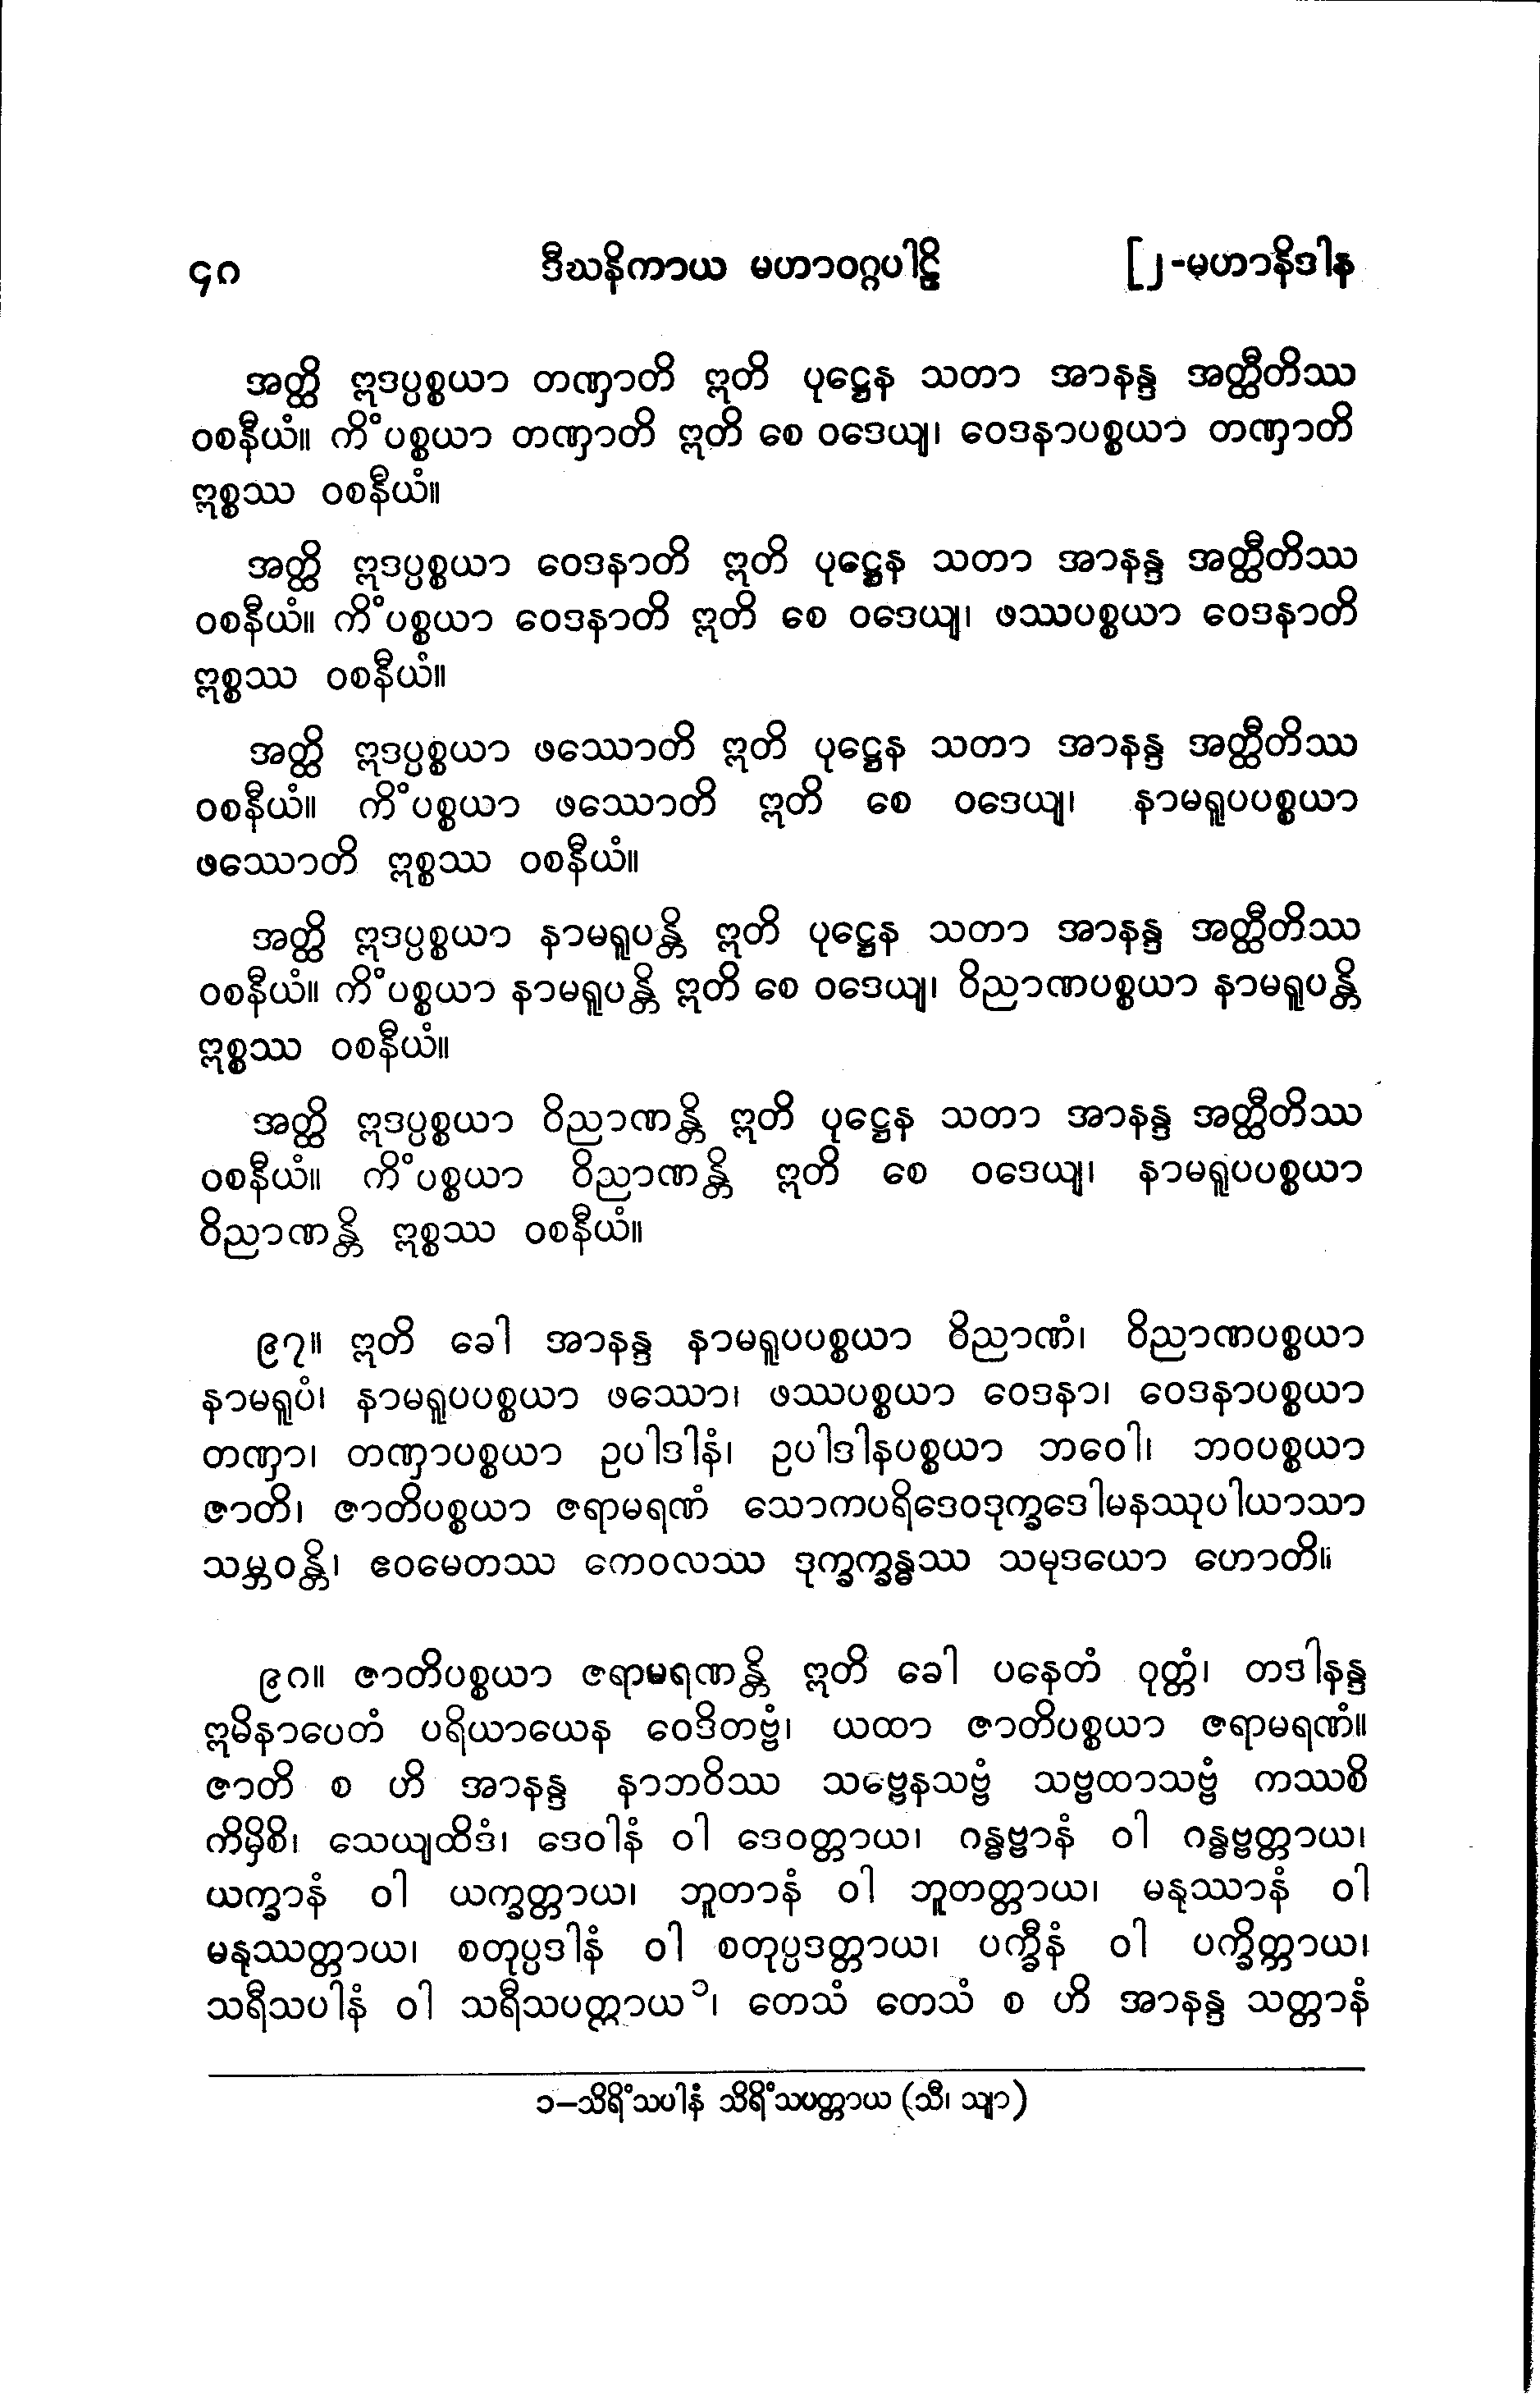 ၄၈ ဒီဃနိကာယ မဟာဝဂ္ဂပါဠိ [၂-မဟာနိဒါန
အတ္ထိ ဣဒပ္ပစ္စယာ တဏှာတိ ဣတိ ပုဋ္ဌေန သတာ အာနန္ဒ အတ္ထီတိဿ
ဝစနီယံ။ ကိံပစ္စယာ တဏှာတိ ဣတိ စေ ဝဒေယျ၊ ဝေဒနာပစ္စယာ တဏှာတိ
ဣစ္စဿ ဝစနီယံ။
အတ္ထိ ဣဒပ္ပစ္စယာ ဝေဒနာတိ ဣတိ ပုဋ္ဌေန သတာ အာနန္ဒ အတ္ထီတိဿ
ဝစနီယံ။ ကိံပစ္စယာ ဝေဒနာတိ ဣတိ စေ ဝဒေယျ၊ ဖဿပစ္စယာ ဝေဒနာတိ
ဣစ္စဿ ဝစနီယံ။
အတ္ထိ ဣဒပ္ပစ္စယာ ဖဿောတိ ဣတိ ပုဋ္ဌေန သတာ အာနန္ဒ အတ္ထီတိဿ
ဝစနီယံ။ ကိံပစ္စယာ ဖဿောတိ ဣတိ စေ ဝဒေယျ၊ နာမရူပပစ္စယာ
ဖဿောတိ ဣစ္စဿ ဝစနီယံ။
အတ္ထိ ဣဒပ္ပစ္စယာ နာမရူပန္တိ ဣတိ ပုဋ္ဌေန သတာ အာနန္ဒ အတ္ထီတိဿ
ဝစနီယံ။ ကိံပစ္စယာ နာမရူပန္တိ ဣတိ စေ ဝဒေယျ၊ ဝိညာဏပစ္စယာ နာမရူပန္တိ
ဣစ္စဿ ဝစနီယံ။
အတ္ထိ ဣဒပ္ပစ္စယာ ဝိညာဏန္တိ ဣတိ ပုဋ္ဌေန သတာ အာနန္ဒ အတ္ထီတိဿ
ဝစနီယံ။ ကိံပစ္စယာ ဝိညာဏန္တိ ဣတိ စေ ဝဒေယျ၊ နာမရူပပစ္စယာ
ဝိညာဏန္တိ ဣစ္စဿ ဝစနီယံ။
၉၇။ ဣတိ ခေါ အာနန္ဒ နာမရူပပစ္စယာ ဝိညာဏံ၊ ဝိညာဏပစ္စယာ
နာမရူပံ၊ နာမရူပပစ္စယာ ဖဿော၊ ဖဿပစ္စယာ ဝေဒနာ၊ ဝေဒနာပစ္စယာ
တဏှာ၊ တဏှာပစ္စယာ ဥပါဒါနံ၊ ဥပါဒါနပစ္စယာ ဘဝေါ၊ ဘဝပစ္စယာ
ဇာတိ၊ ဇာတိပစ္စယာ ဇရာမရဏံ သောကပရိဒေဝဒုက္ခဒေါမနဿုပါယာသာ
သမ္ဘဝန္တိ၊ ဧဝမေတဿ ကေဝလဿ ဒုက္ခက္ခန္ဓဿ သမုဒယော ဟောတိ။
၉၈။ ဇာတိပစ္စယာ ဇရာမရဏန္တိ ဣတိ ခေါ ပနေတံ ဝုတ္တံ၊ တဒါနန္ဒ
ဣမိနာပေတံ ပရိယာယေန ဝေဒိတဗ္ဗံ၊ ယထာ ဇာတိပစ္စယာ ဇရာမရဏံ။
ဇာတိ စ ဟိ အာနန္ဒ နာဘဝိဿ သဗ္ဗေနသဗ္ဗံ သဗ္ဗထာသဗ္ဗံ ကဿစိ
ကိမှိစိ၊ သေယျထိဒံ၊ ဒေဝါနံ ဝါ ဒေဝတ္တာယ၊ ဂန္ဓဗ္ဗာနံ ဝါ ဂန္ဓဗ္ဗတ္တာယ၊
ယက္ခာနံ ဝါ ယက္ခတ္တာယ၊ ဘူတာနံ ဝါ ဘူတတ္တာယ၊ မနုဿာနံ ဝါ
မနုဿတ္တာယ၊ စတုပ္ပဒါနံ ဝါ စတုပ္ပဒတ္တာယ၊ ပက္ခီနံ ဝါ ပက္ခိတ္တာယ၊
သရီသပါနံ ဝါ သရီသပတ္တာယ ၁၊ တေသံ တေသံ စ ဟိ အာနန္ဒ သတ္တာနံ
၁–သိရိံသပါနံ သိရိံသပတ္တာယ (သီ၊ သျာ)